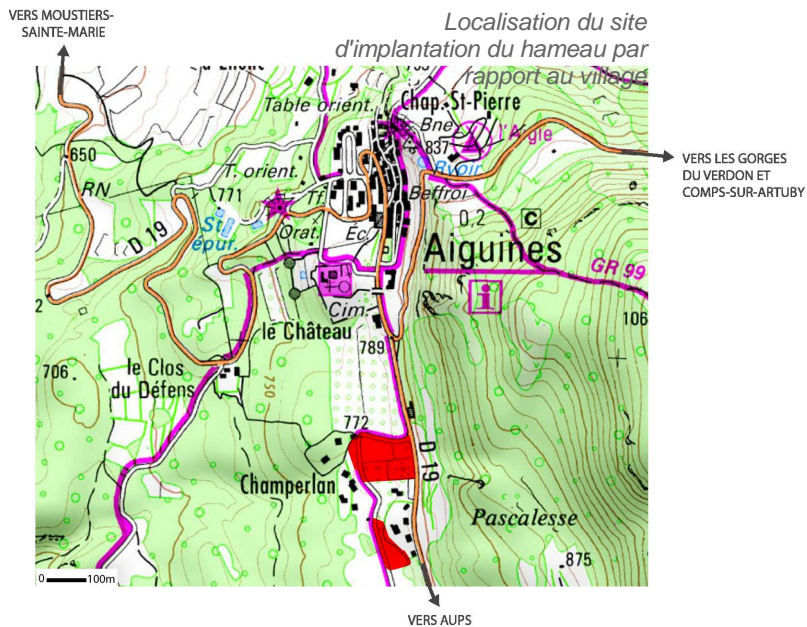 VERS MOUSTIERS-
SAINTE-MARIE
Localisation du site
d'implantation du hameau par
rapport au village
Table orient.
Chap. St-Pierre
Bne
837
l'Aigle
Rvoir
650
T. orient.
771
RN
Tf.
Beffroi
VERS LES GORGES
DU VERDON ET
COMPS-SUR-ARTUBY
St
épur.
Orat.
Éc.
0,2
C
D 19
Aiguines
GR 99
i
2
Cim.
106
le Château
789
706
le Clos
du Défens
750
772
D 19
Champerlan
Pascalesse
875
0
100m
VERS AUPS